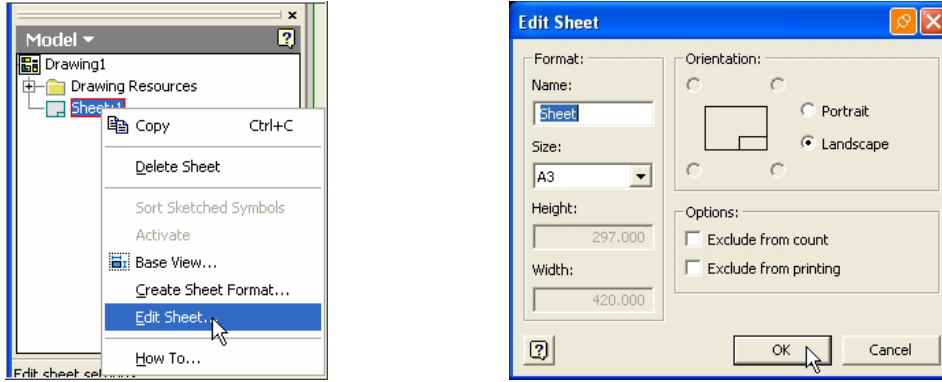 Model
Drawing1
Drawing Resources
Sheet:1
Copy Ctrl+C
Delete Sheet
Sort Sketched Symbols
Activate
Base View...
Create Sheet Format...
Edit Sheet...
How To...
Edit sheet
Edit Sheet
Format:
Name:
Sheet
Size:
A3
Height:
297.000
Width:
420.000
Orientation:
Portrait
Landscape
Options:
Exclude from count
Exclude from printing
OK
Cancel